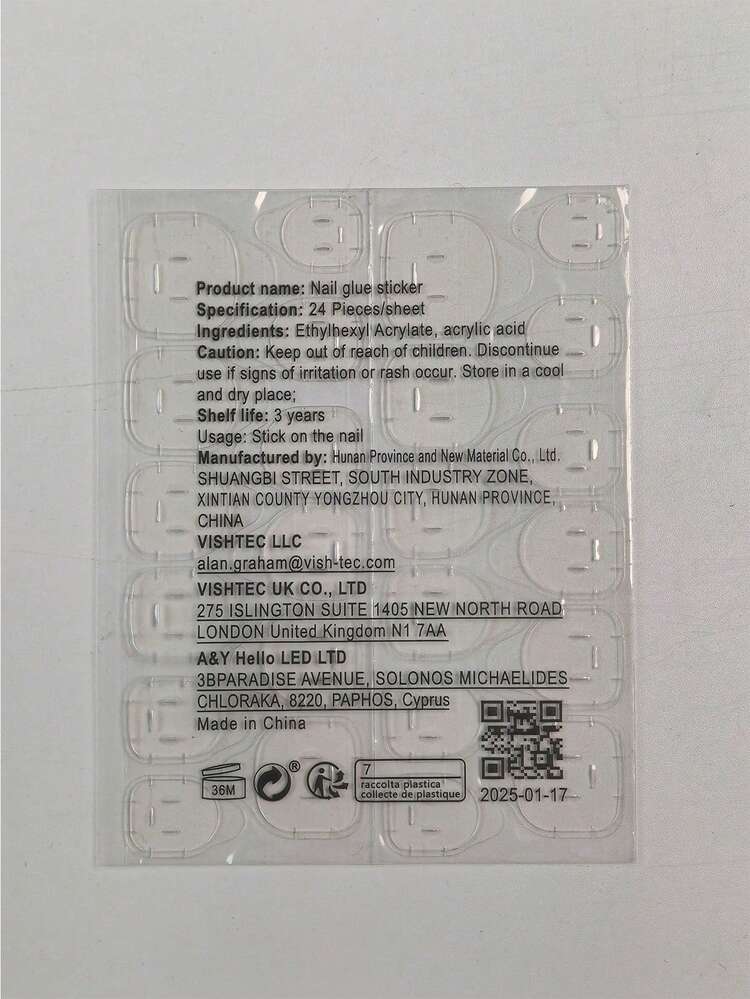 Product name: Nail glue sticker
Specification: 24 Pieces/sheet
Ingredients: Ethylhexyl Acrylate, acrylic acid
Caution: Keep out of reach of children. Discontinue
use if signs of irritation or rash occur. Store in a cool
and dry place;
Shelf life: 3 years
Usage: Stick on the nail
Manufactured by: Hunan Province and New Material Co., Ltd.
SHUANGBI STREET, SOUTH INDUSTRY ZONE,
XINTIAN COUNTY YONGZHOU CITY, HUNAN PROVINCE,
CHINA
VISHTEC LLC
alan.graham@vish-tec.com
VISHTEC UK CO., LTD
275 ISLINGTON SUITE 1405 NEW NORTH ROAD
LONDON United Kingdom N1 7AA
A&Y Hello LED LTD
3BPARADISE AVENUE, SOLONOS MICHAELIDES
CHLORAKA, 8220, PAPHOS, Cyprus
Made in China
36M
®
7
raccolta plastica
collecte de plastique
2025-01-17